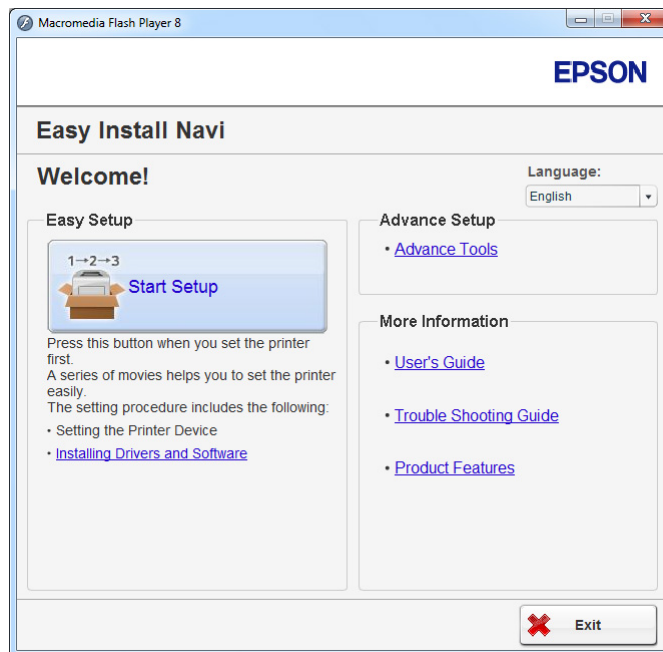 Macromedia Flash Player 8
EPSON
Easy Install Navi
Welcome!
Language:
English
Easy Setup
1→2→3
Start Setup
Press this button when you set the printer
first.
A series of movies helps you to set the printer
easily.
The setting procedure includes the following:
• Setting the Printer Device
• Installing Drivers and Software
Advance Setup
• Advance Tools
More Information
• User's Guide
• Trouble Shooting Guide
• Product Features
Exit